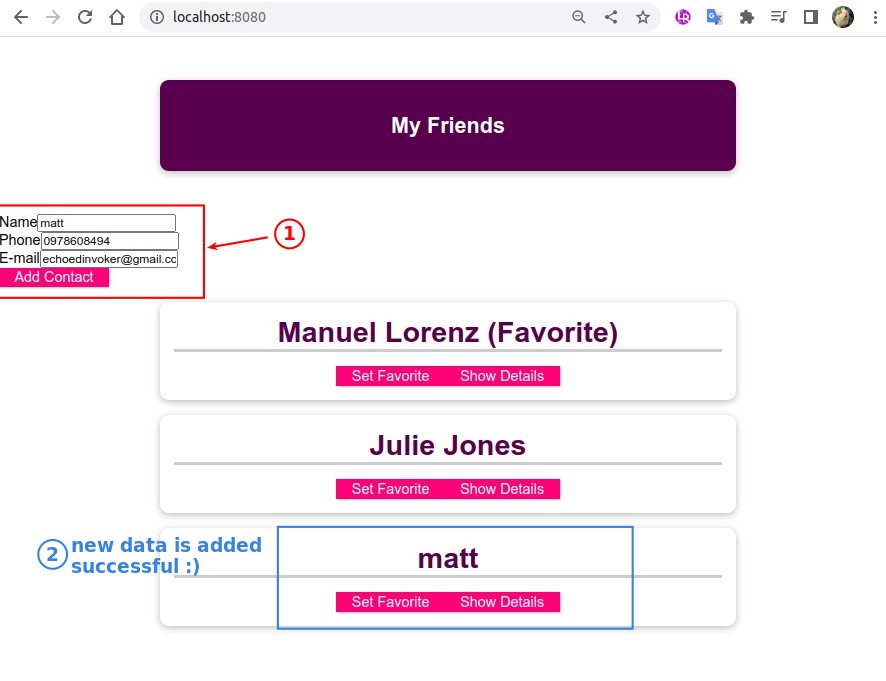 localhost:8080
My Friends
Name matt
Phone 0978608494
E-mail echoedinvoker@gmail.cc
Add Contact
1
Manuel Lorenz (Favorite)
Set Favorite Show Details
Julie Jones
Set Favorite Show Details
2 new data is added
successful :)
matt
Set Favorite Show Details